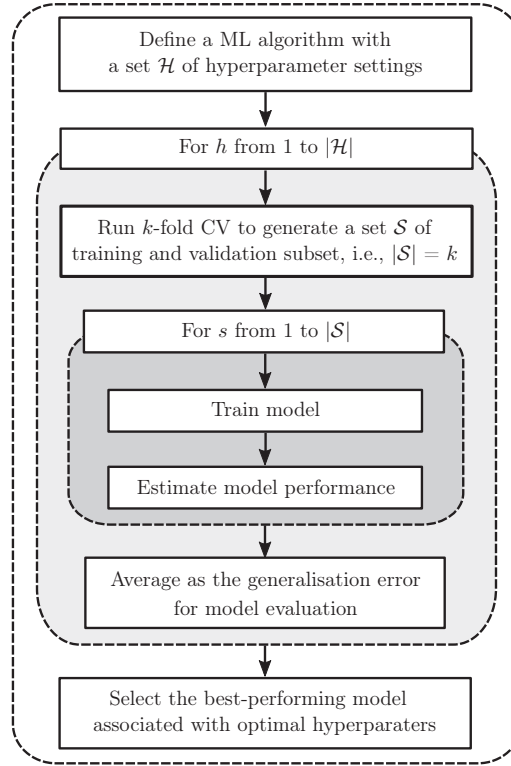 Define a ML algorithm with
a set ℋ of hyperparameter settings
For h from 1 to |ℋ|
Run k-fold CV to generate a set 𝒮 of
training and validation subset, i.e., |𝒮| = k
For s from 1 to |𝒮|
Train model
Estimate model performance
Average as the generalisation error
for model evaluation
Select the best-performing model
associated with optimal hyperparaters